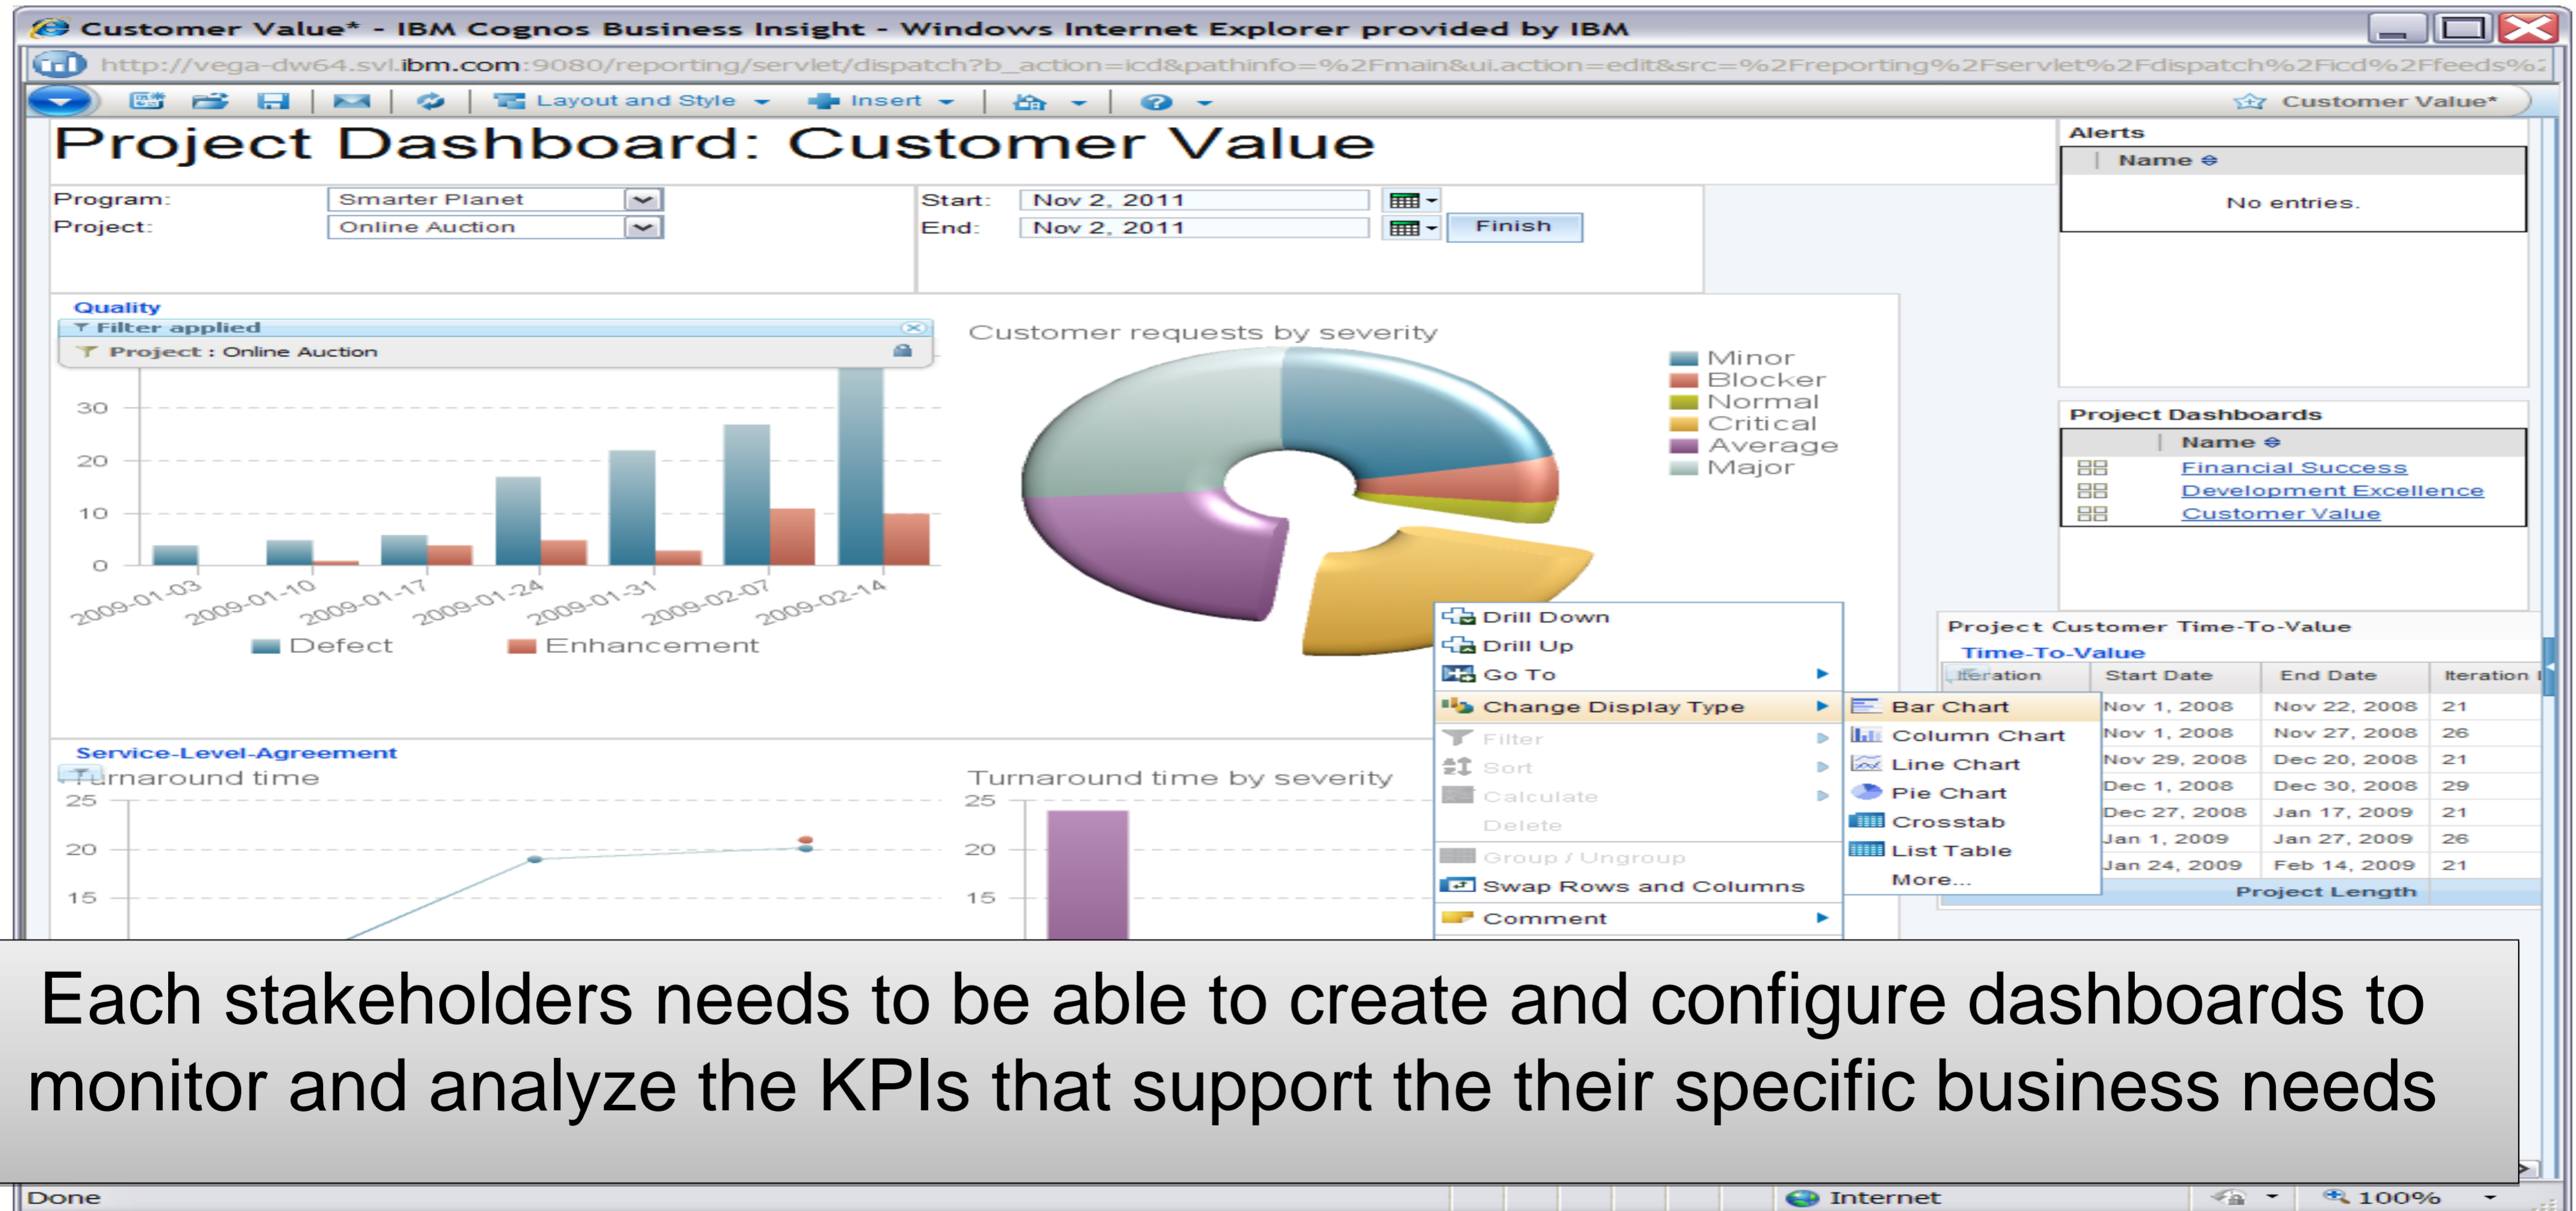 Customer Value* - IBM Cognos Business Insight - Windows Internet Explorer provided by IBM
http://vega-dw64.svl.ibm.com:9080/reporting/servlet/dispatch?b_action=icd&pathinfo=%2Fmain&ui.action=edit&src=%2Freporting%2Fservlet%2Fdispatch%2Ficd%2Ffeeds%2
Layout and Style Insert Customer Value*
Project Dashboard: Customer Value
Program: Smarter Planet
Project: Online Auction
Start: Nov 2, 2011
End: Nov 2, 2011 Finish
Alerts
Name
No entries.
Quality
Filter applied
Project : Online Auction
30
20
10
0
2009-01-03 2009-01-10 2009-01-17 2009-01-24 2009-01-31 2009-02-07 2009-02-14
Defect Enhancement
Customer requests by severity
Minor
Blocker
Normal
Critical
Average
Major
Project Dashboards
Name
Financial Success
Development Excellence
Customer Value
Drill Down
Drill Up
Go To
Change Display Type
Filter
Sort
Calculate
Delete
Group / Ungroup
Swap Rows and Columns
Comment
Bar Chart
Column Chart
Line Chart
Pie Chart
Crosstab
List Table
More...
Project Customer Time-To-Value
Time-To-Value
Iteration Start Date End Date Iteration
Nov 1, 2008 Nov 22, 2008 21
Nov 1, 2008 Nov 27, 2008 26
Nov 29, 2008 Dec 20, 2008 21
Dec 1, 2008 Dec 30, 2008 29
Dec 27, 2008 Jan 17, 2009 21
Jan 1, 2009 Jan 27, 2009 26
Jan 24, 2009 Feb 14, 2009 21
Project Length
Service-Level-Agreement
Turnaround time
25
20
15
Turnaround time by severity
25
20
15
Each stakeholders needs to be able to create and configure dashboards to
monitor and analyze the KPIs that support the their specific business needs
Done Internet 100%